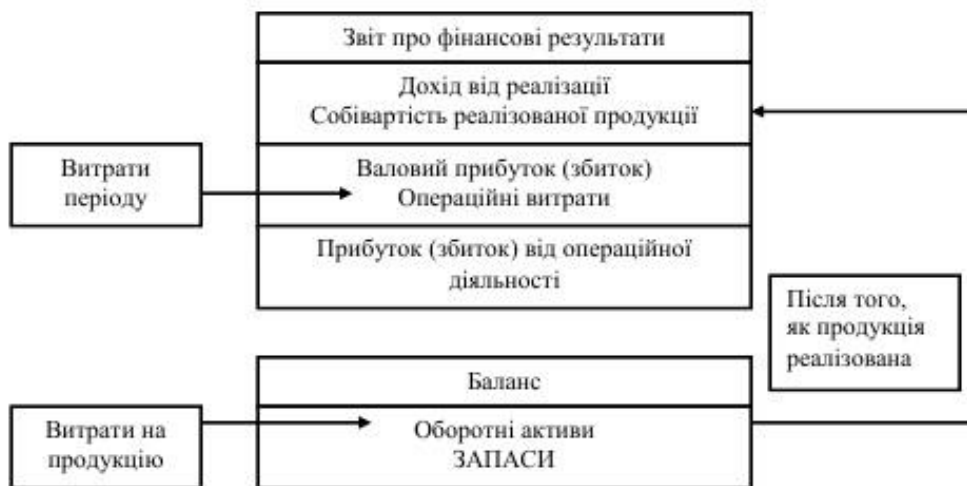 Звіт про фінансові результати
Дохід від реалізації
Собівартість реалізованої продукції
Витрати
періоду
Валовий прибуток (збиток)
Операційні витрати
Прибуток (збиток) від операційної
діяльності
Після того,
як продукція
реалізована
Баланс
Витрати на
продукцію
Оборотні активи
ЗАПАСИ